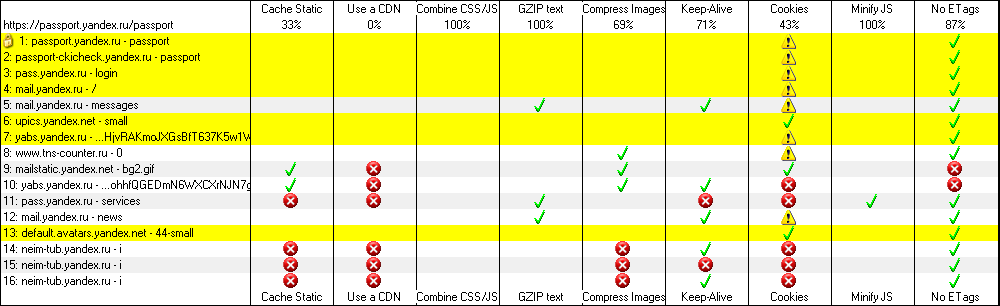 Cache Static Use a CDN Combine CSS/JS GZIP text Compress Images Keep-Alive Cookies Minify JS No ETags
https://passport.yandex.ru/passport 33% 0% 100% 100% 69% 71% 43% 100% 87%
1: passport.yandex.ru - passport
2: passport-ckicheck.yandex.ru - passport
3: pass.yandex.ru - login
4: mail.yandex.ru - /
5: mail.yandex.ru - messages
6: upics.yandex.net - small
7: yabs.yandex.ru - ...HjvRAKmoJXGsBfT637K5w1V
8: www.tns-counter.ru - 0
9: mailstatic.yandex.net - bg2.gif
10: yabs.yandex.ru - ...ohhfQGEDmN6WXCXrNJN7g
11: pass.yandex.ru - services
12: mail.yandex.ru - news
13: default.avatars.yandex.net - 44-small
14: neim-tub.yandex.ru - i
15: neim-tub.yandex.ru - i
16: neim-tub.yandex.ru - i
Cache Static Use a CDN Combine CSS/JS GZIP text Compress Images Keep-Alive Cookies Minify JS No ETags